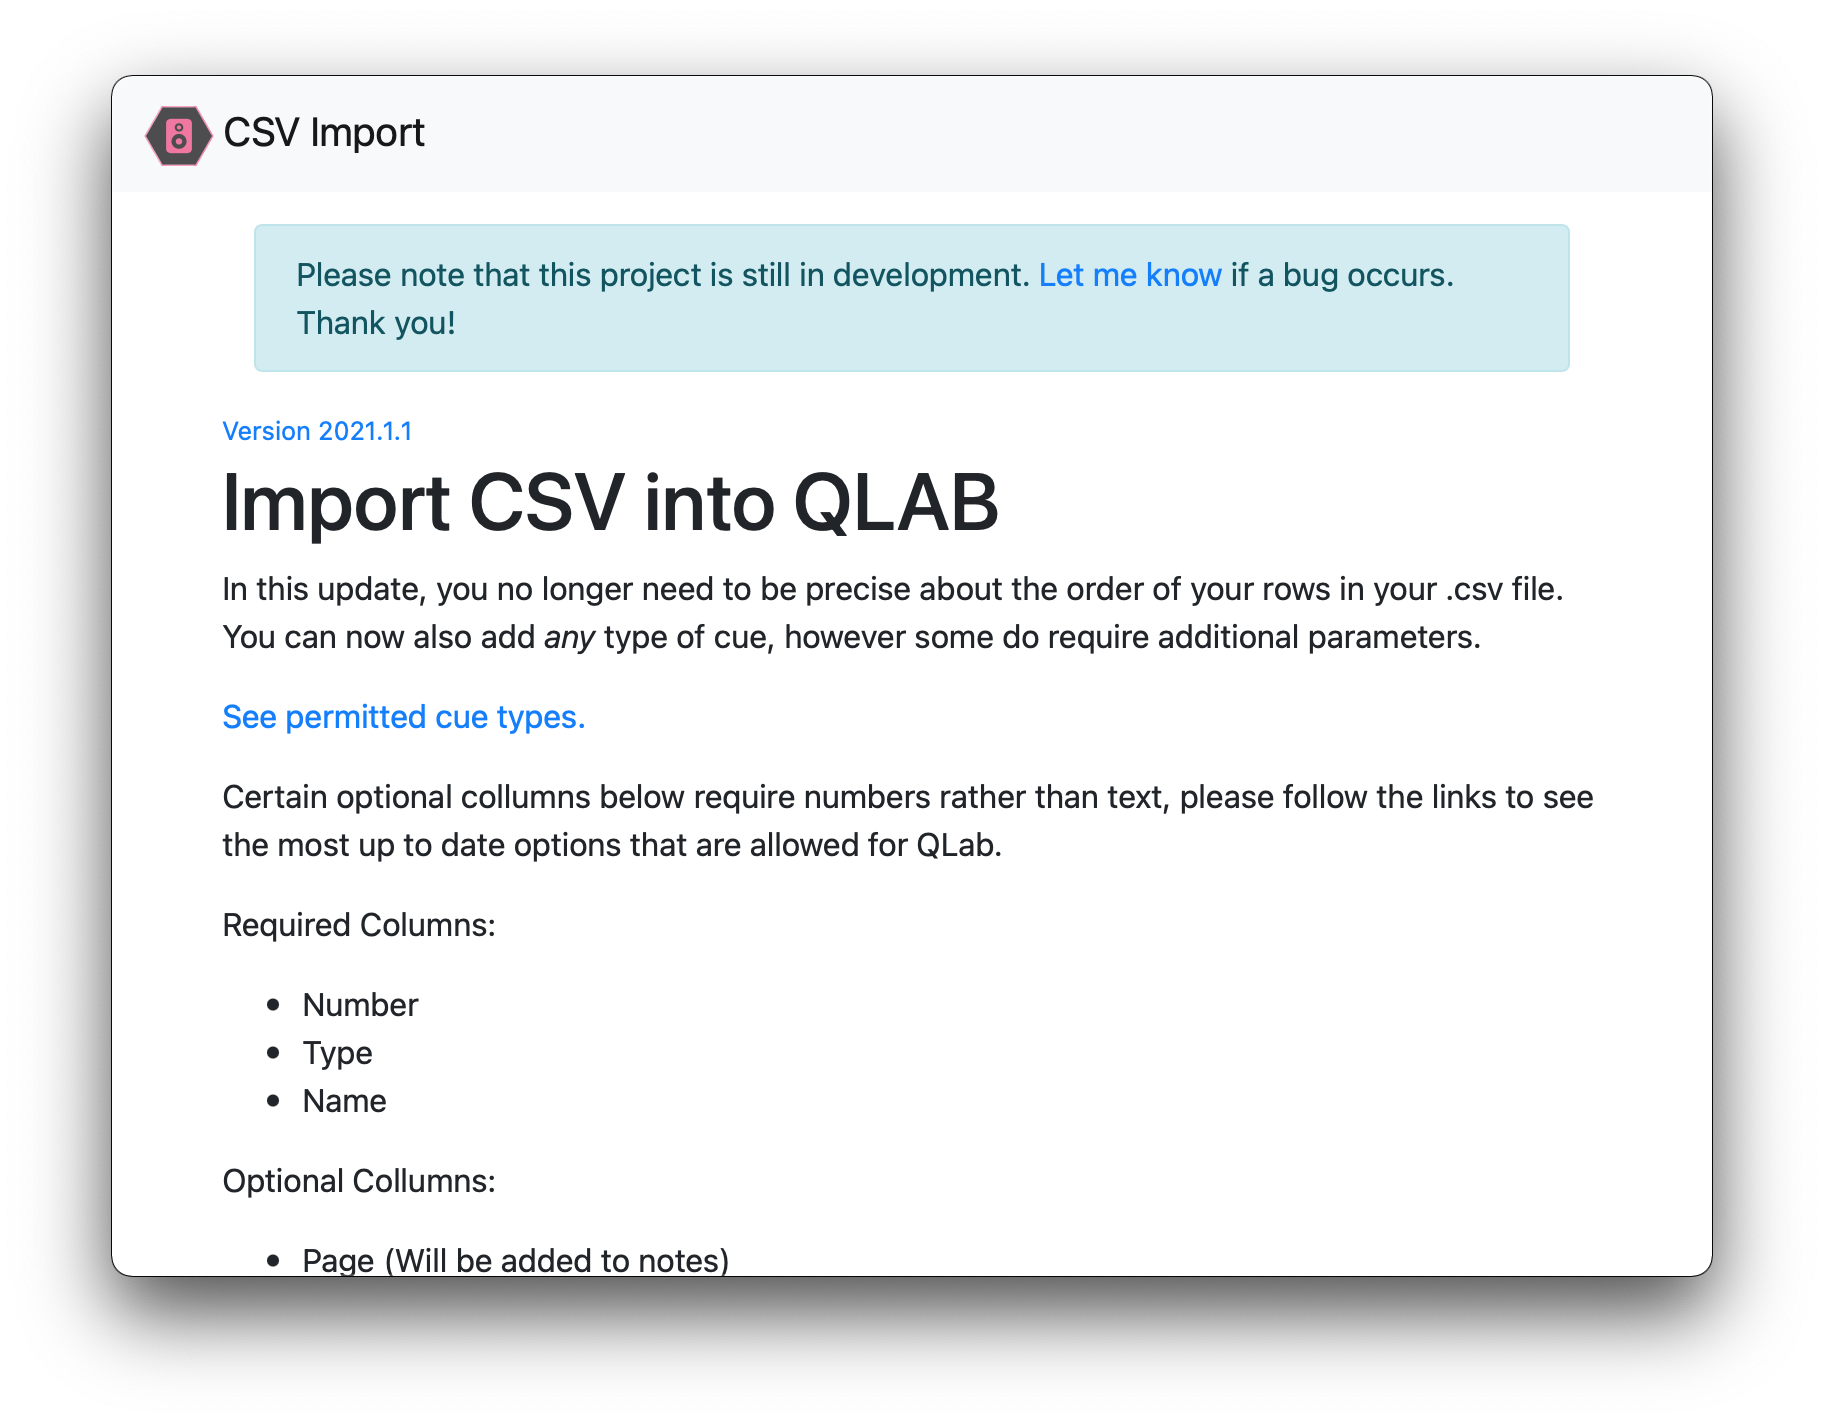 CSV Import
Please note that this project is still in development. Let me know if a bug occurs.
Thank you!
Version 2021.1.1
Import CSV into QLAB
In this update, you no longer need to be precise about the order of your rows in your .csv file.
You can now also add any type of cue, however some do require additional parameters.
See permitted cue types.
Certain optional collumns below require numbers rather than text, please follow the links to see
the most up to date options that are allowed for QLab.
Required Columns:
• Number
• Type
• Name
Optional Collumns:
• Page (Will be added to notes)